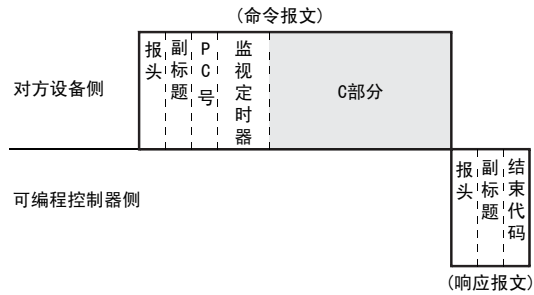 (命令报文)
对方设备侧
报头
副标题
PC号
监视定时器
C部分
可编程控制器侧
报头
副标题
结束代码
(响应报文)